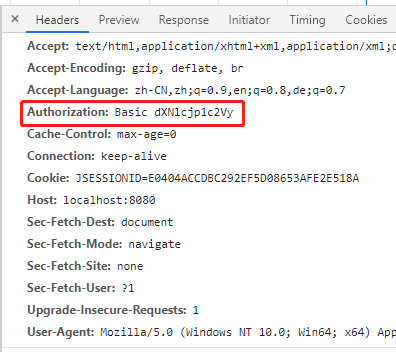 × Headers Preview Response Initiator Timing Cookies
Accept: text/html,application/xhtml+xml,application/xml;
Accept-Encoding: gzip, deflate, br
Accept-Language: zh-CN,zh;q=0.9,en;q=0.8,de;q=0.7
Authorization: Basic dXNlcjp1c2Vy
Cache-Control: max-age=0
Connection: keep-alive
Cookie: JSESSIONID=E0404ACCDBC292EF5D08653AFE2E518A
Host: localhost:8080
Sec-Fetch-Dest: document
Sec-Fetch-Mode: navigate
Sec-Fetch-Site: none
Sec-Fetch-User: ?1
Upgrade-Insecure-Requests: 1
User-Agent: Mozilla/5.0 (Windows NT 10.0; Win64; x64) App